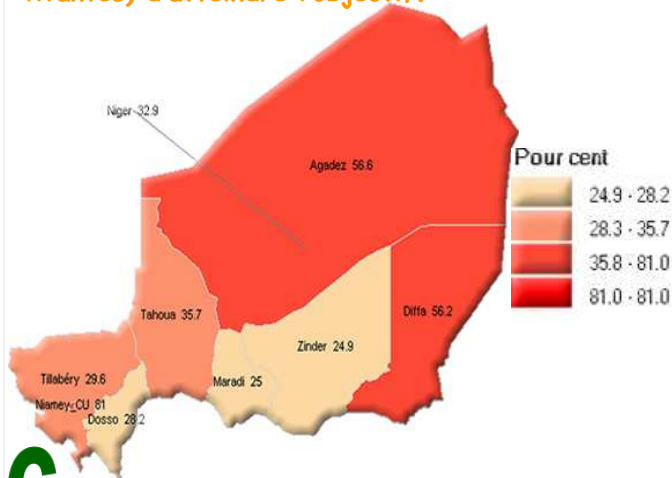 Niger 32.9
Agadez 56.6
Pour cent
24.9 - 28.2
28.3 - 35.7
35.8 - 81.0
81.0 - 81.0
Tahoua 35.7
Diffa 56.2
Zinder 24.9
Maradi 25
Tillabéry 29.6
Niamey_CU 81
Dosso 28.2